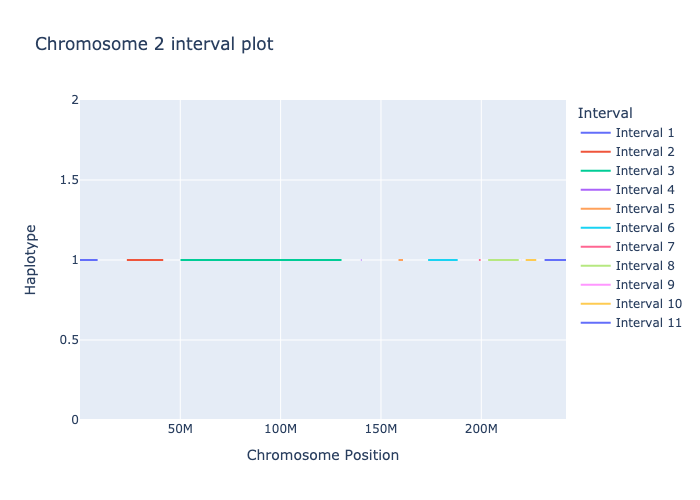 Chromosome 2 interval plot
Haplotype
2
1.5
1
0.5
0
50M
100M
150M
200M
Chromosome Position
Interval
Interval 1
Interval 2
Interval 3
Interval 4
Interval 5
Interval 6
Interval 7
Interval 8
Interval 9
Interval 10
Interval 11